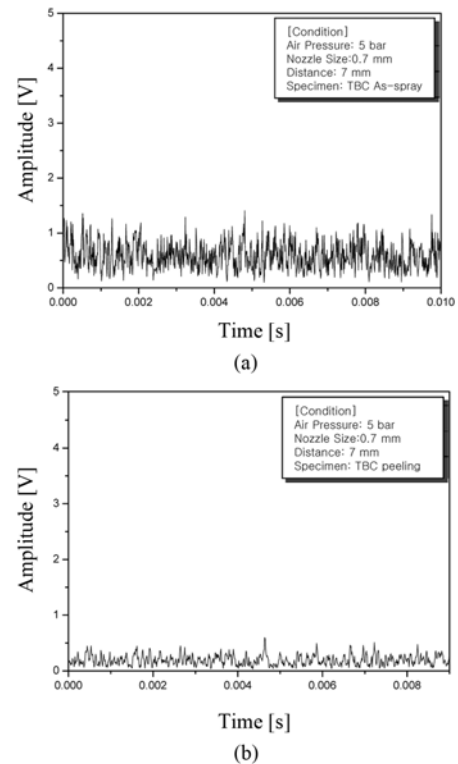 5
4
3
2
1
0
Amplitude [V]
[Condition]
Air Pressure: 5 bar
Nozzle Size:0.7 mm
Distance: 7 mm
Specimen: TBC As-spray
0.000 0.002 0.004 0.006 0.008 0.010
Time [s]
(a)
5
4
3
2
1
0
Amplitude [V]
[Condition]
Air Pressure: 5 bar
Nozzle Size:0.7 mm
Distance: 7 mm
Specimen: TBC peeling
0.000 0.002 0.004 0.006 0.008
Time [s]
(b)